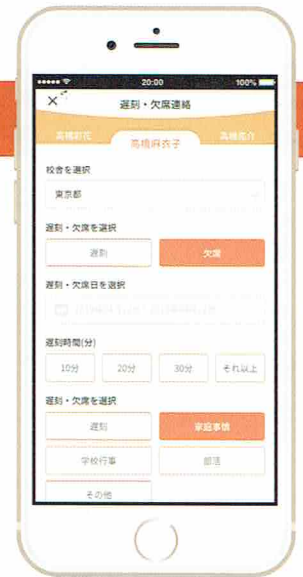 20:00 100%
× 遅刻・欠席連絡
高橋彩花 高橋麻衣子 高橋恵介
校舎を選択
東京都
遅刻・欠席を選択
遅刻 欠席
遅刻・欠席日を選択
遅刻時間(分)
10分 20分 30分 それ以上
遅刻・欠席を選択
遅刻 家庭事情
学校行事 部活
その他